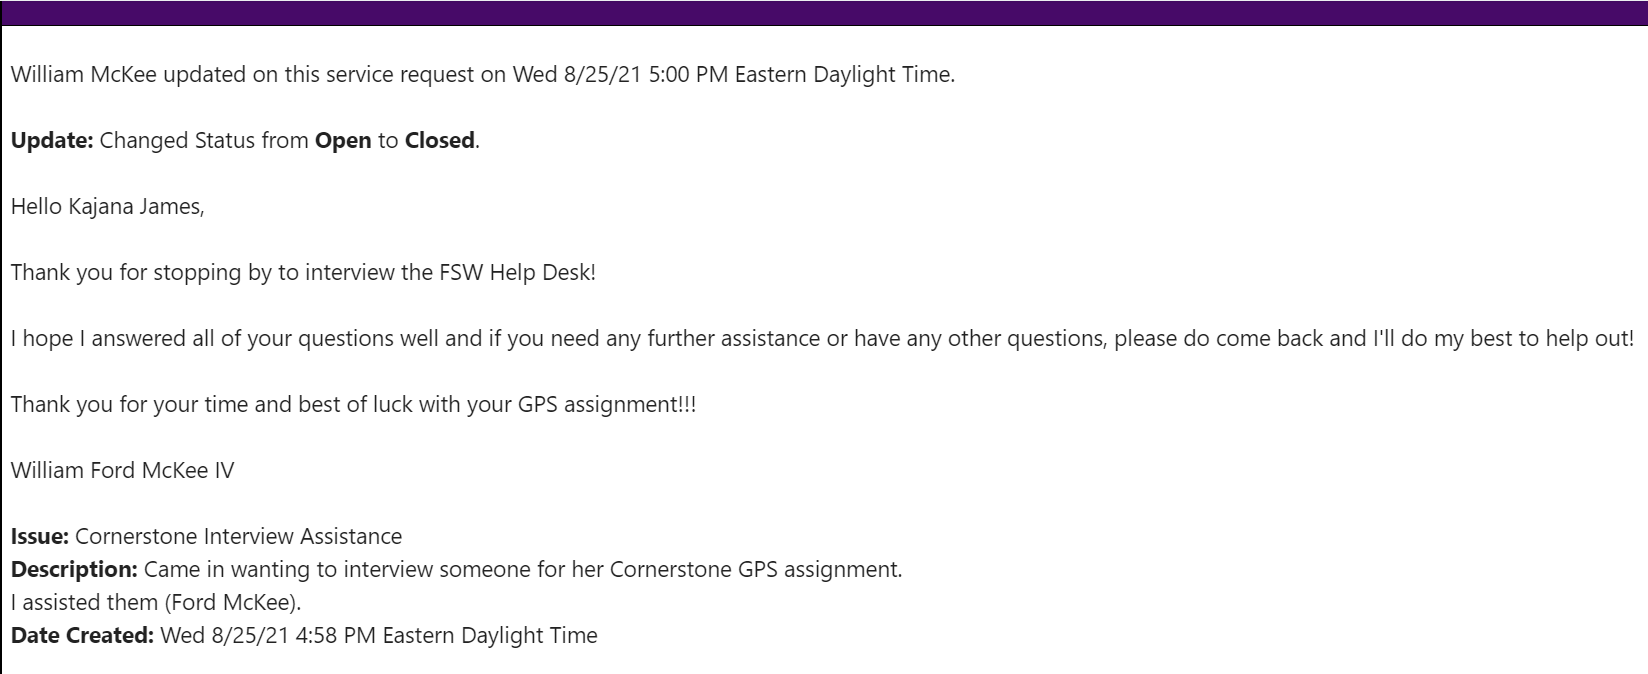 William McKee updated on this service request on Wed 8/25/21 5:00 PM Eastern Daylight Time.
Update: Changed Status from Open to Closed.
Hello Kajana James,
Thank you for stopping by to interview the FSW Help Desk!
I hope I answered all of your questions well and if you need any further assistance or have any other questions, please do come back and I'll do my best to help out!
Thank you for your time and best of luck with your GPS assignment!!!
William Ford McKee IV
Issue: Cornerstone Interview Assistance
Description: Came in wanting to interview someone for her Cornerstone GPS assignment.
I assisted them (Ford McKee).
Date Created: Wed 8/25/21 4:58 PM Eastern Daylight Time